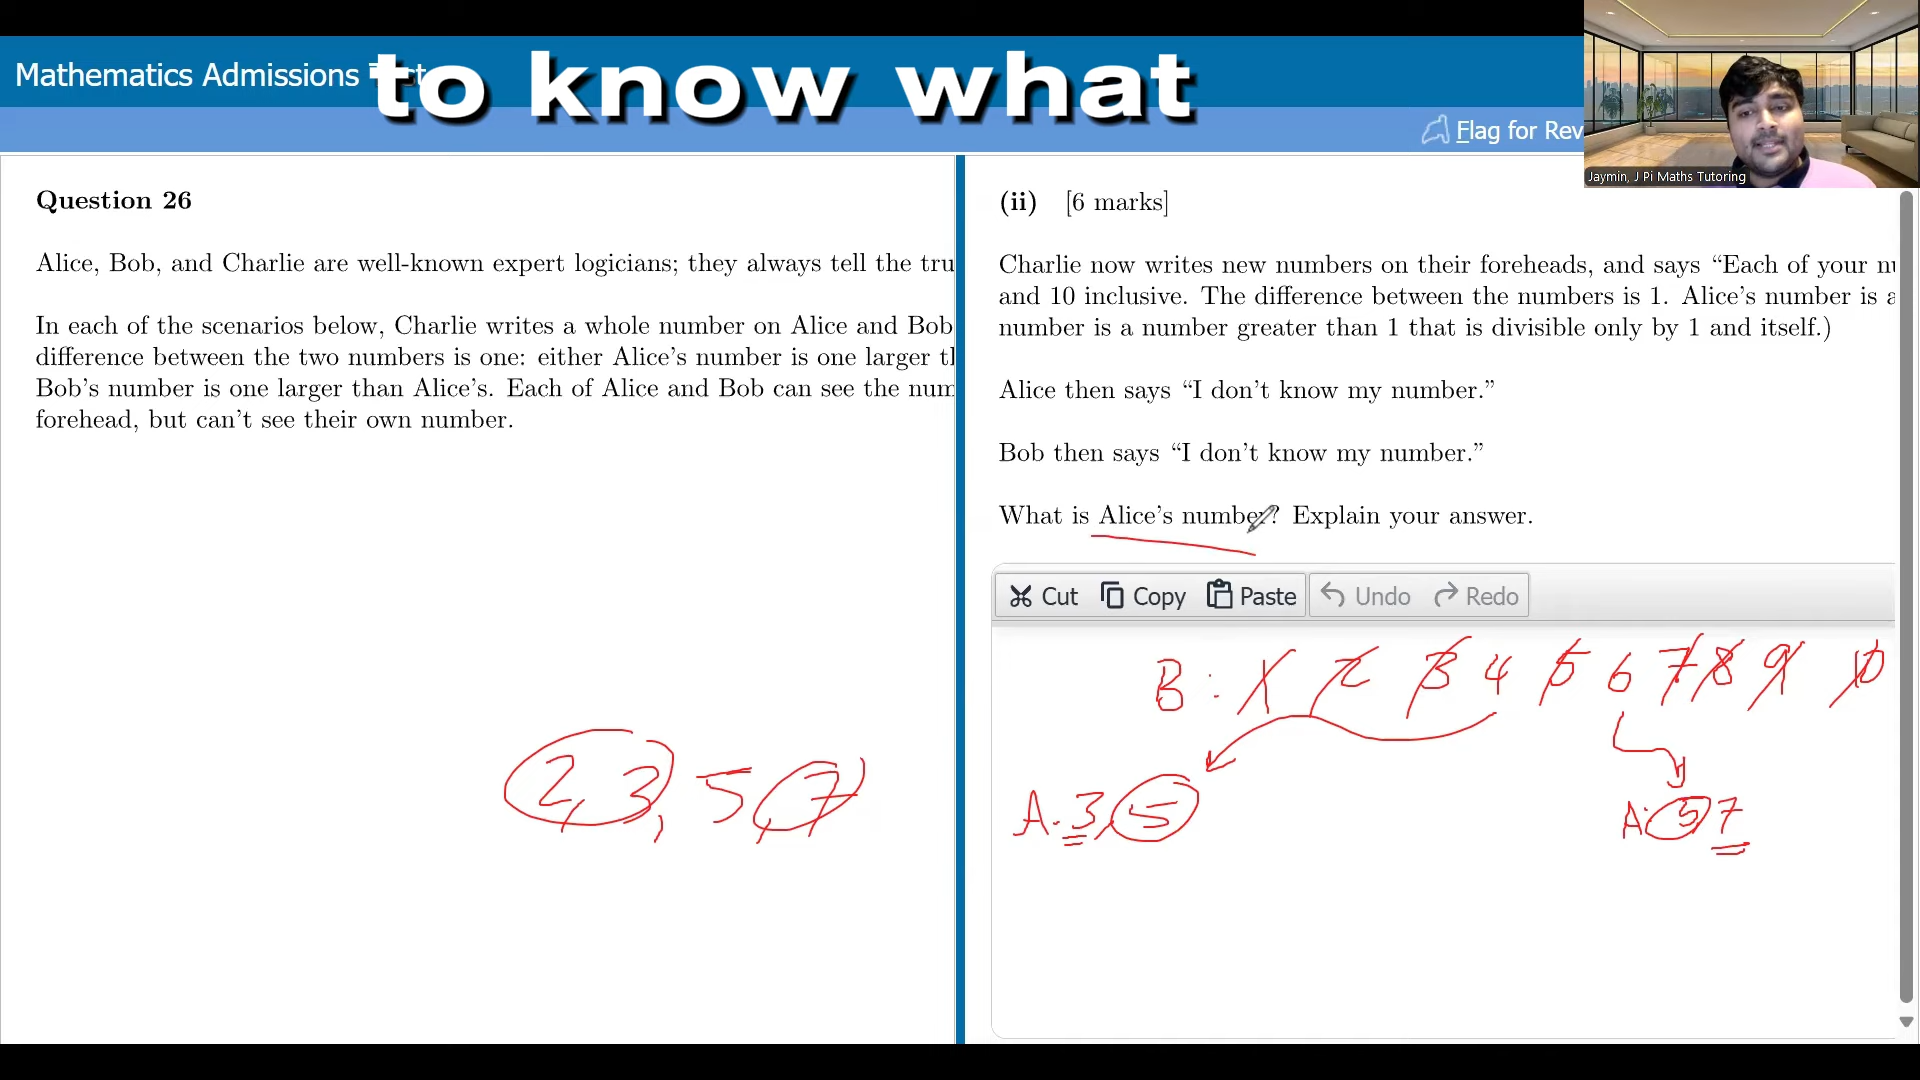 Mathematics Admissions
to know what
Flag for Rev
Jaymin, J Pi Maths Tutoring
Question 26
Alice, Bob, and Charlie are well-known expert logicians; they always tell the tru
In each of the scenarios below, Charlie writes a whole number on Alice and Bob
difference between the two numbers is one: either Alice's number is one larger th
Bob's number is one larger than Alice's. Each of Alice and Bob can see the num
forehead, but can't see their own number.
2, 3, 5, 7
(ii) [6 marks]
Charlie now writes new numbers on their foreheads, and says “Each of your nu
and 10 inclusive. The difference between the numbers is 1. Alice's number is a
number is a number greater than 1 that is divisible only by 1 and itself.)
Alice then says “I don't know my number.”
Bob then says “I don't know my number.”
What is Alice's number? Explain your answer.
Cut Copy Paste Undo Redo
B: 1 2 3 4 5 6 7 8 9 10
A. 3, 5
A: 5 7